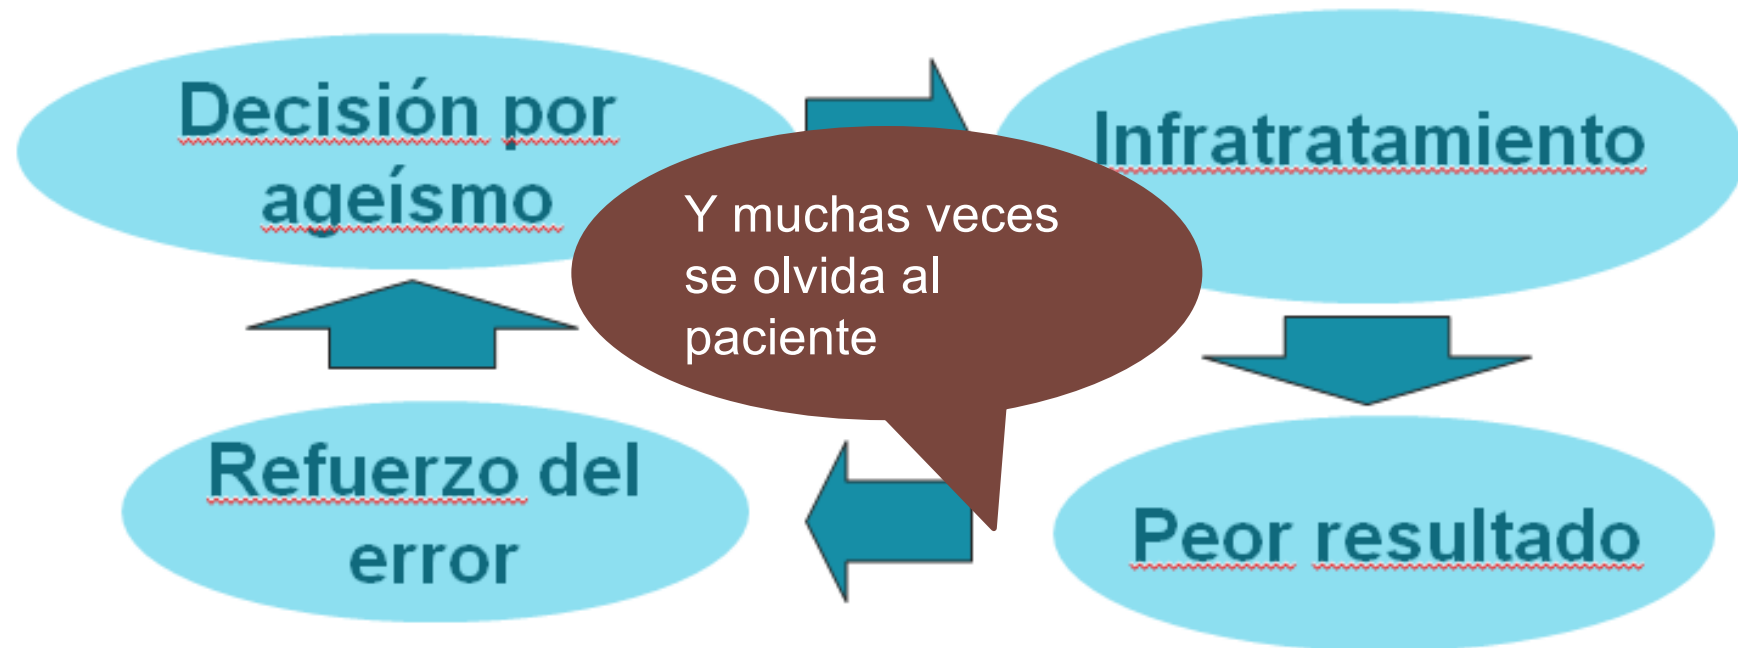 Decisión por
ageísmo
Infratratamiento
Y muchas veces
se olvida al
paciente
Refuerzo del
error
Peor resultado